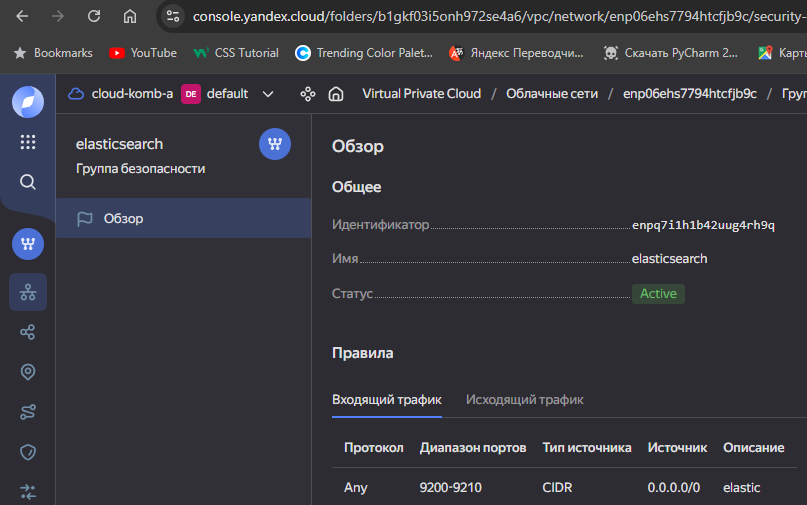 console.yandex.cloud/folders/b1gkf03i5onh972se4a6/vpc/network/enp06ehs7794htcfjb9c/security-
Bookmarks YouTube CSS Tutorial Trending Color Palet... Яндекс Переводчи... Скачать PyCharm 2... Карты
cloud-komb-a DE default Virtual Private Cloud / Облачные сети / enp06ehs7794htcfjb9c / Груп
elasticsearch
Группа безопасности
Обзор
Обзор
Общее
Идентификатор enpq7i1h1b42uug4rh9q
Имя elasticsearch
Статус Active
Правила
Входящий трафик Исходящий трафик
Протокол Диапазон портов Тип источника Источник Описание
Any 9200-9210 CIDR 0.0.0.0/0 elastic